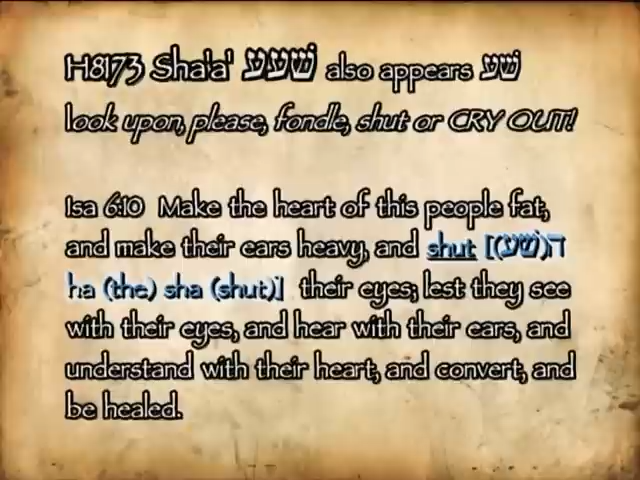 H8173 Sha'a' שׁעע also appears שׁע
look upon, please, fondle, shut or CRY OUT!
Isa 6:10 Make the heart of this people fat,
and make their ears heavy, and shut [(שׁע)ה
ha (the) sha (shut)] their eyes; lest they see
with their eyes, and hear with their ears, and
understand with their heart, and convert, and
be healed.